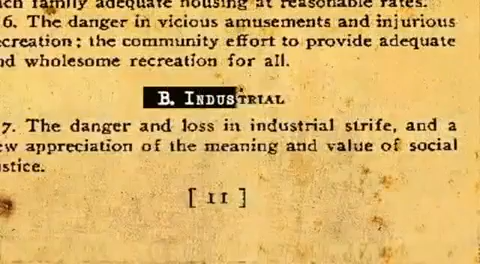 family adequate housing at reasonable rates.
6. The danger in vicious amusements and injurious
ecreation; the community effort to provide adequate
nd wholesome recreation for all.
B. INDUSTRIAL
7. The danger and loss in industrial strife, and a
ew appreciation of the meaning and value of social
ustice.
[ 11 ]